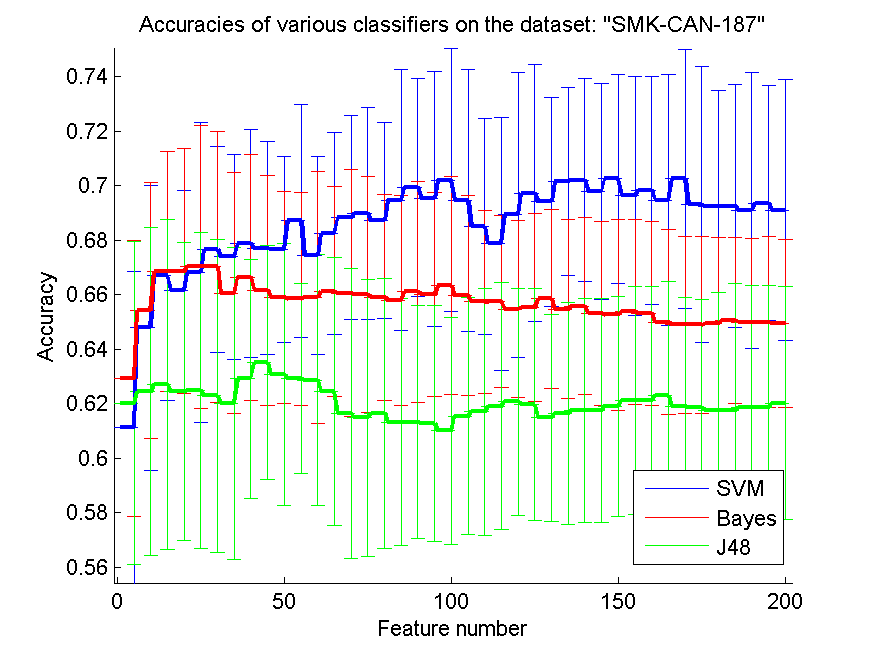 Accuracies of various classifiers on the dataset: "SMK-CAN-187"
0.74
0.72
0.7
0.68
0.66
0.64
0.62
0.6
0.58
0.56
Accuracy
SVM
Bayes
J48
0 50 100 150 200
Feature number